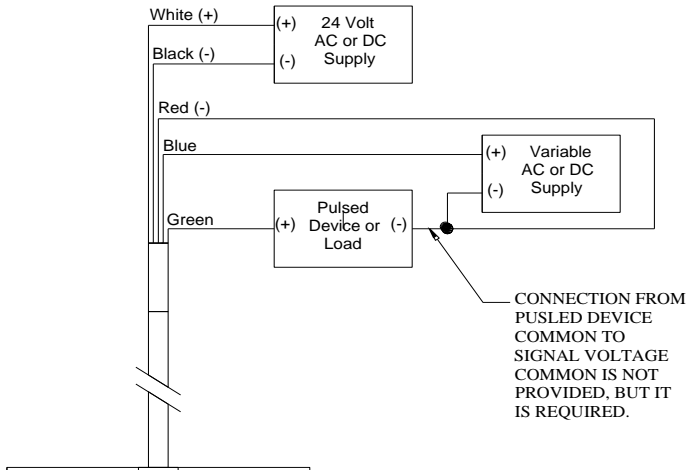 White (+)
(+) 24 Volt
AC or DC
Black (-)
(-) Supply
Red (-)
Blue
(+) Variable
AC or DC
(-) Supply
Green
Pulsed
(+) Device or (-)
Load
CONNECTION FROM
PUSLED DEVICE
COMMON TO
SIGNAL VOLTAGE
COMMON IS NOT
PROVIDED, BUT IT
IS REQUIRED.